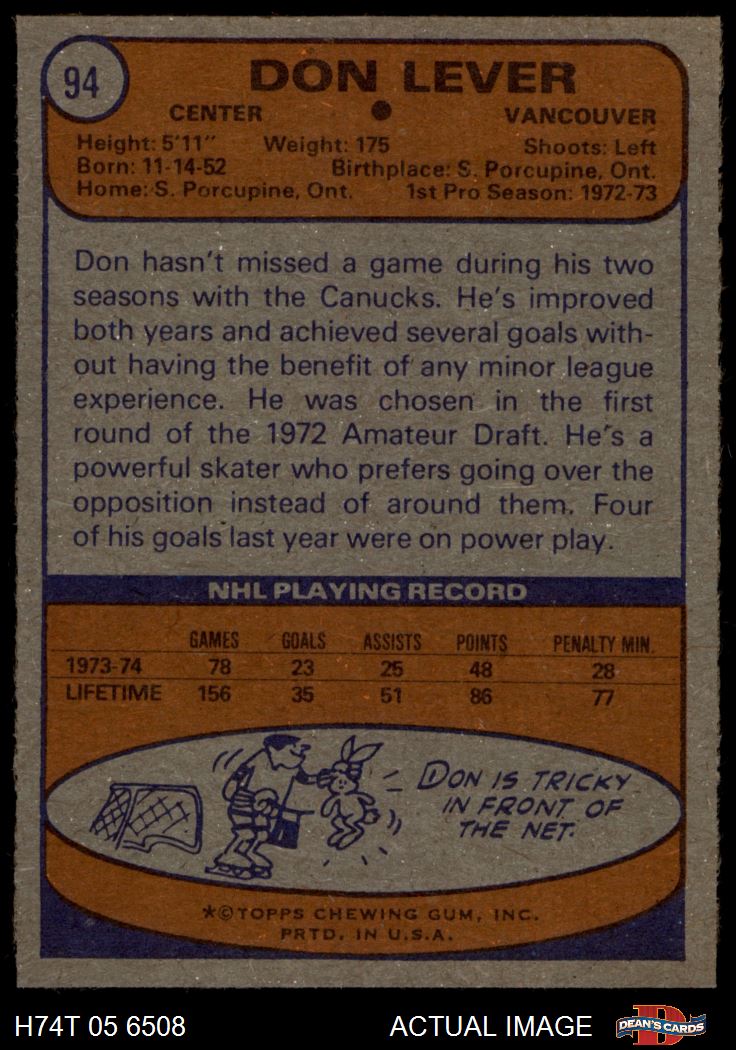 94
DON LEVER
CENTER ● VANCOUVER
Height: 5'11" Weight: 175 Shoots: Left
Born: 11-14-52 Birthplace: S. Porcupine, Ont.
Home: S. Porcupine, Ont. 1st Pro Season: 1972-73
Don hasn't missed a game during his two
seasons with the Canucks. He's improved
both years and achieved several goals with-
out having the benefit of any minor league
experience. He was chosen in the first
round of the 1972 Amateur Draft. He's a
powerful skater who prefers going over the
opposition instead of around them. Four
of his goals last year were on power play.
NHL PLAYING RECORD
GAMES GOALS ASSISTS POINTS PENALTY MIN.
1973-74 78 23 25 48 28
LIFETIME 156 35 51 86 77
DON IS TRICKY
IN FRONT OF
THE NET.
*©TOPPS CHEWING GUM, INC.
PRTD. IN U.S.A.
H74T 05 6508 ACTUAL IMAGE D DEAN'S CARDS